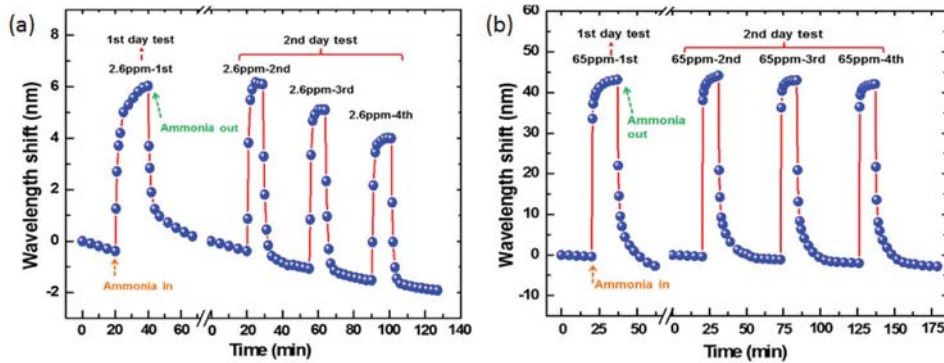 (a)
1st day test
2nd day test
2.6ppm-1st
2.6ppm-2nd
2.6ppm-3rd
2.6ppm-4th
Ammonia out
Ammonia in
Wavelength shift (nm)
8
6
4
2
0
-2
0 20 40 60 0 20 40 60 80 100 120 140
Time (min)
(b)
1st day test
2nd day test
65ppm-1st
65ppm-2nd
65ppm-3rd
65ppm-4th
Ammonia
out
Ammonia in
Wavelength shift (nm)
60
50
40
30
20
10
0
-10
0 25 50 0 25 50 75 100 125 150 175
Time (min)